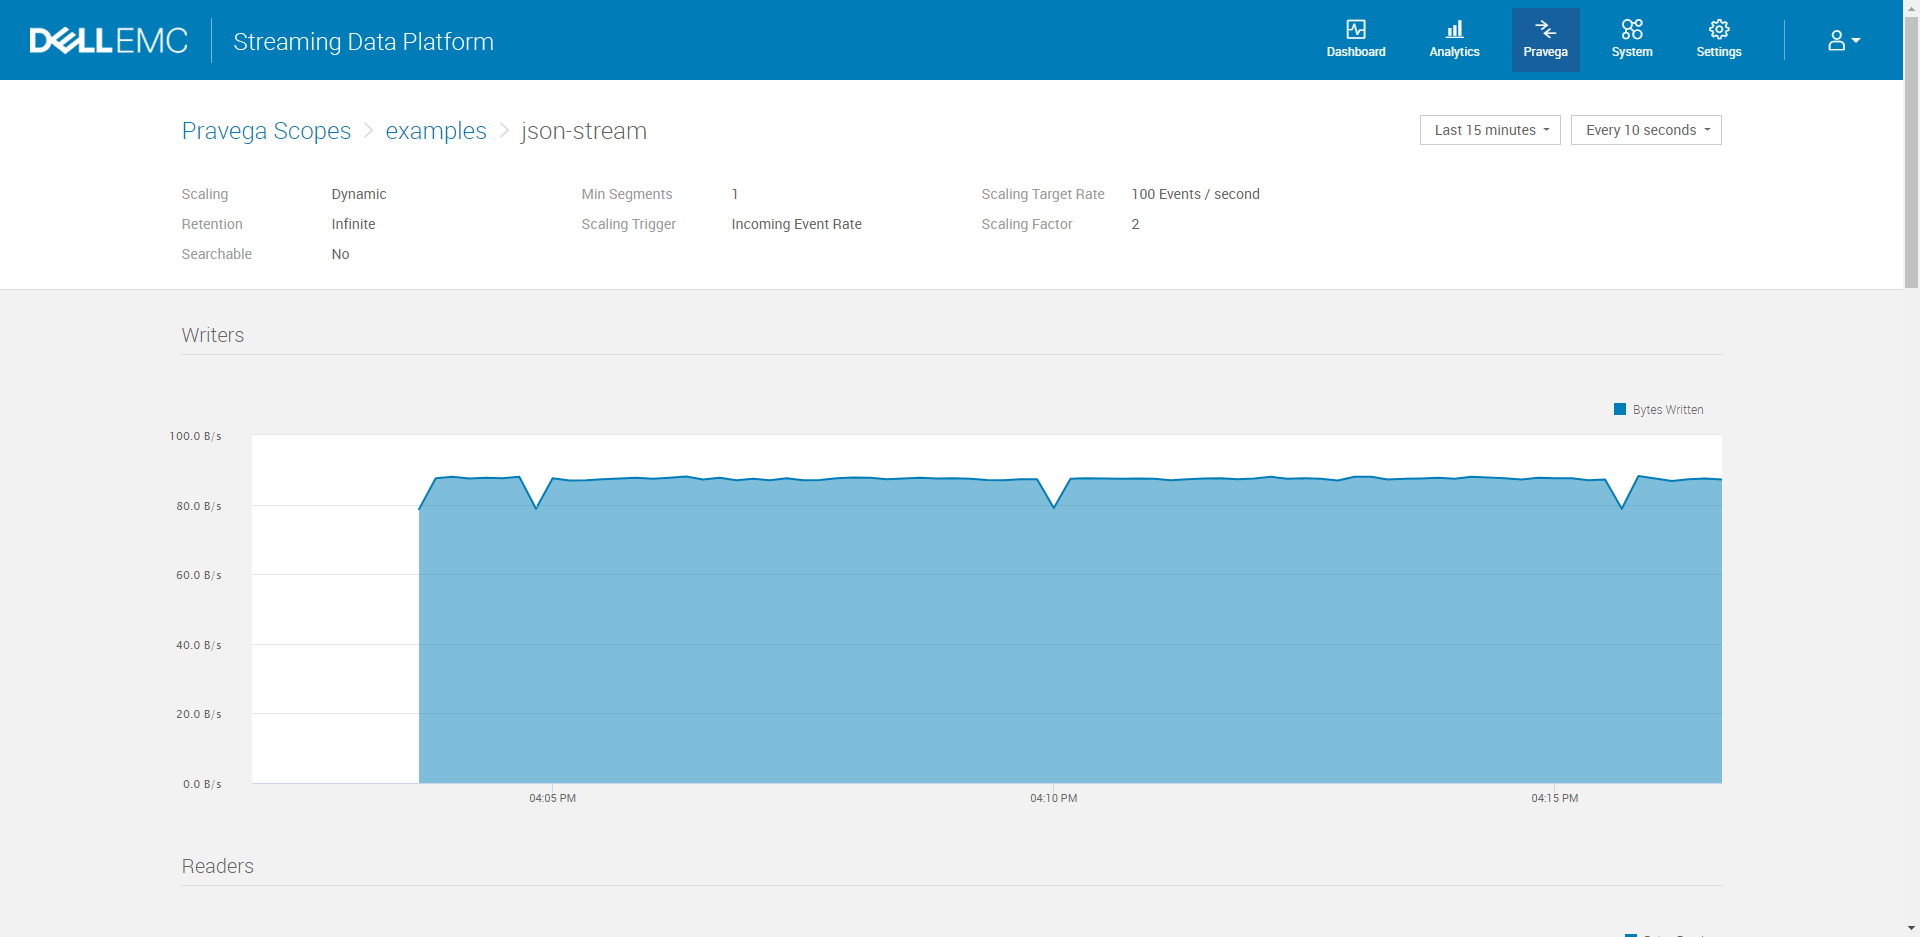 DELLEMC Streaming Data Platform Dashboard Analytics Pravega System Settings
Pravega Scopes > examples > json-stream Last 15 minutes Every 10 seconds
Scaling Dynamic Min Segments 1 Scaling Target Rate 100 Events / second
Retention Infinite Scaling Trigger Incoming Event Rate Scaling Factor 2
Searchable No
Writers
Bytes Written
100.0 B/s
80.0 B/s
60.0 B/s
40.0 B/s
20.0 B/s
0.0 B/s
04:05 PM 04:10 PM 04:15 PM
Readers